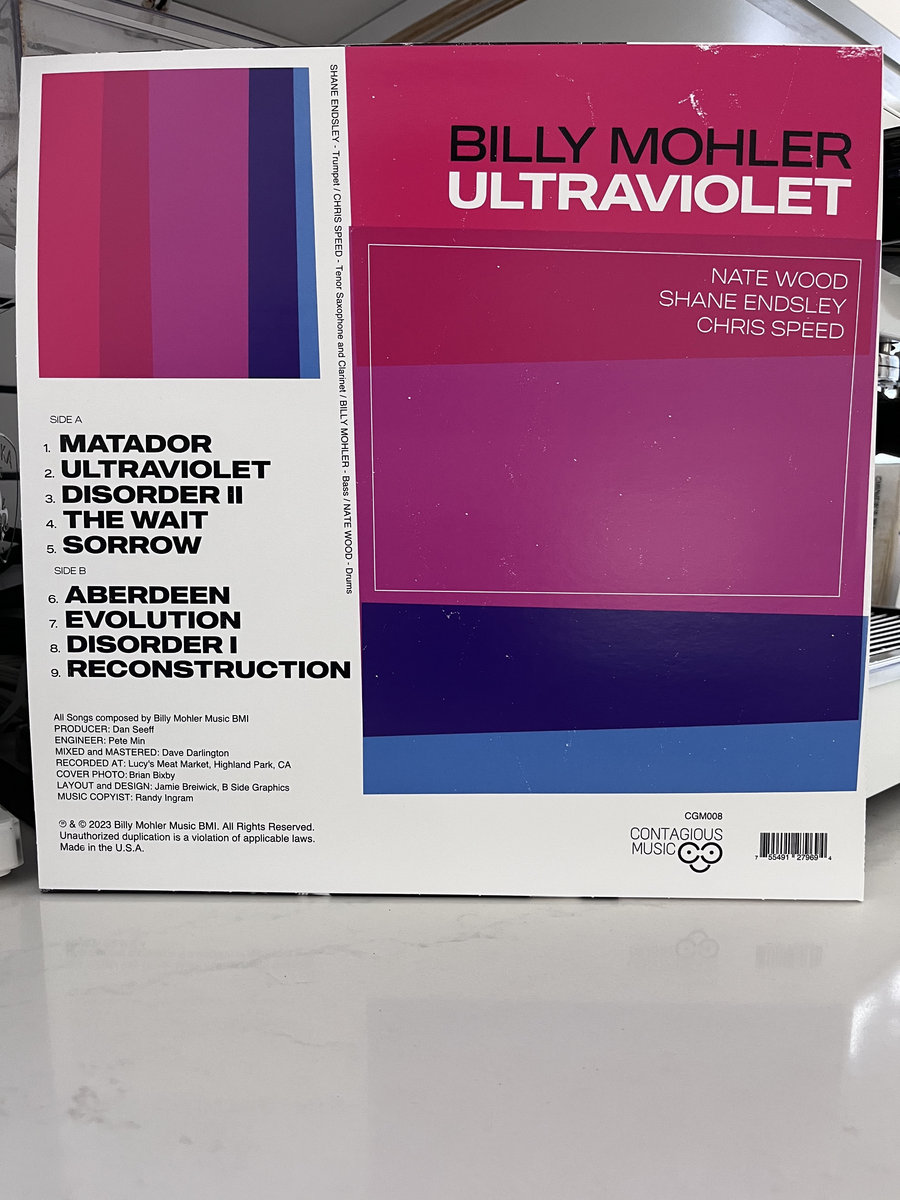 SHANE ENDSLEY - Trumpet / CHRIS SPEED - Tenor Saxophone and Clarinet / BILLY MOHLER - Bass / NATE WOOD - Drums
SIDE A
1. MATADOR
2. ULTRAVIOLET
3. DISORDER II
4. THE WAIT
5. SORROW
SIDE B
6. ABERDEEN
7. EVOLUTION
8. DISORDER I
9. RECONSTRUCTION
All Songs composed by Billy Mohler Music BMI
PRODUCER: Dan Seeff
ENGINEER: Pete Min
MIXED and MASTERED: Dave Darlington
RECORDED AT: Lucy's Meat Market, Highland Park, CA
COVER PHOTO: Brian Bixby
LAYOUT and DESIGN: Jamie Breiwick, B Side Graphics
MUSIC COPYIST: Randy Ingram
℗ & © 2023 Billy Mohler Music BMI. All Rights Reserved.
Unauthorized duplication is a violation of applicable laws.
Made in the U.S.A.
BILLY MOHLER
ULTRAVIOLET
NATE WOOD
SHANE ENDSLEY
CHRIS SPEED
CGM008
CONTAGIOUS
MUSIC
7 55491 27969 4